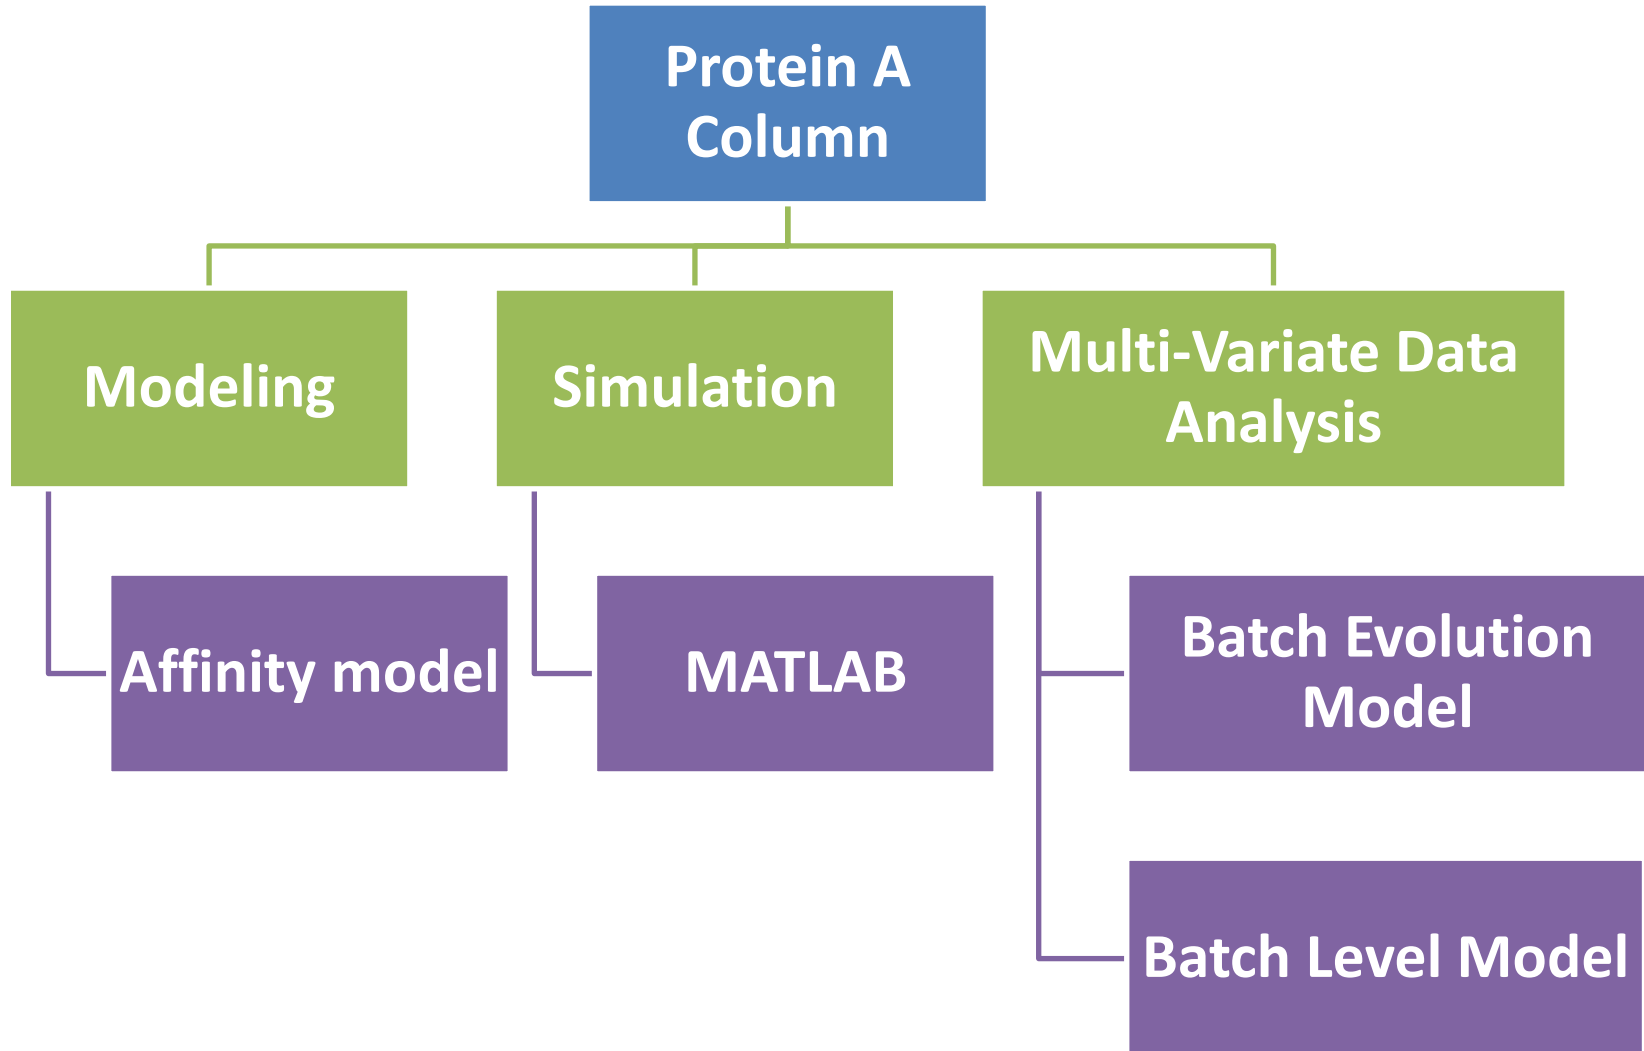 Protein A
Column
Modeling
Simulation
Multi-Variate Data
Analysis
Affinity model
MATLAB
Batch Evolution
Model
Batch Level Model